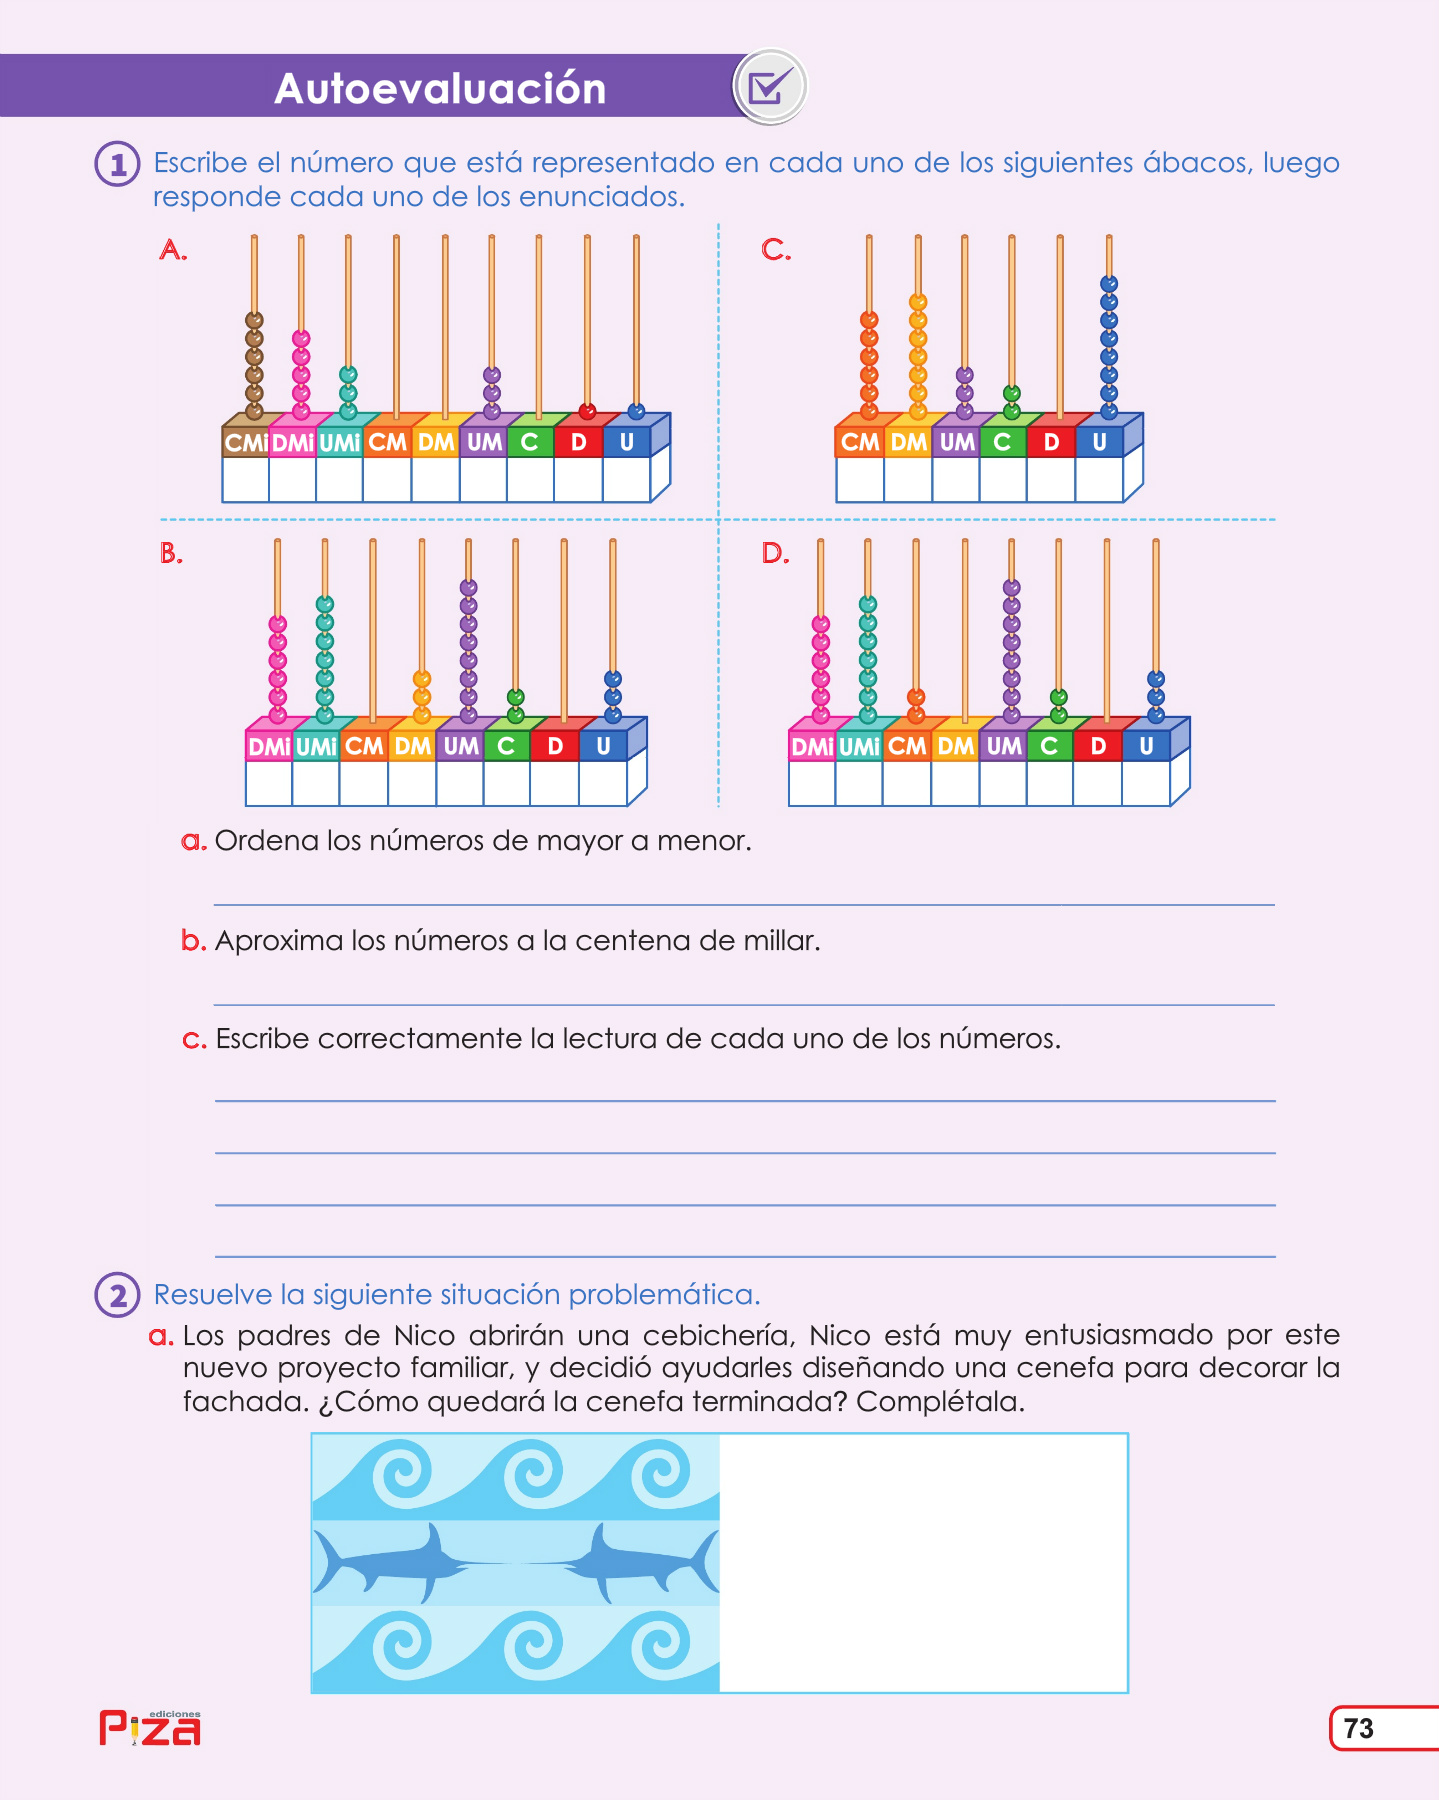 Autoevaluación
1 Escribe el número que está representado en cada uno de los siguientes ábacos, luego
responde cada uno de los enunciados.
A.
CMi DMi UMi CM DM UM C D U
C.
CM DM UM C D U
B.
DMi UMi CM DM UM C D U
D.
DMi UMi CM DM UM C D U
a. Ordena los números de mayor a menor.
b. Aproxima los números a la centena de millar.
c. Escribe correctamente la lectura de cada uno de los números.
2 Resuelve la siguiente situación problemática.
a. Los padres de Nico abrirán una cebichería, Nico está muy entusiasmado por este
nuevo proyecto familiar, y decidió ayudarles diseñando una cenefa para decorar la
fachada. ¿Cómo quedará la cenefa terminada? Complétala.
ediciones
Piza
73